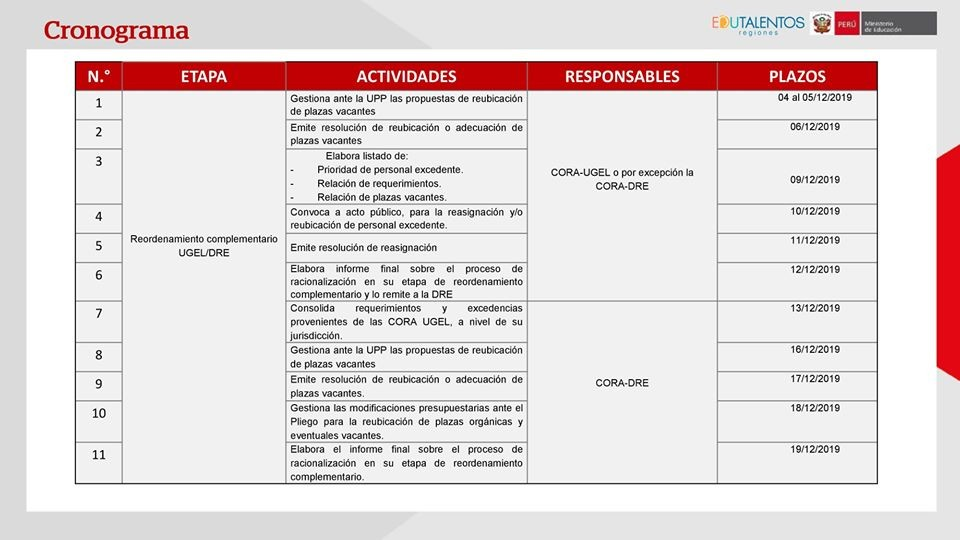 Cronograma
EDUTALENTOS
regiones
PERÚ
Ministerio
de Educación
N.° ETAPA ACTIVIDADES RESPONSABLES PLAZOS
1
Gestiona ante la UPP las propuestas de reubicación
de plazas vacantes
04 al 05/12/2019
2
Emite resolución de reubicación o adecuación de
plazas vacantes
06/12/2019
3
Elabora listado de:
- Prioridad de personal excedente.
- Relación de requerimientos.
- Relación de plazas vacantes.
09/12/2019
CORA-UGEL o por excepción la
CORA-DRE
4
Convoca a acto público, para la reasignación y/o
reubicación de personal excedente.
10/12/2019
Reordenamiento complementario
UGEL/DRE
5
Emite resolución de reasignación
11/12/2019
6
Elabora informe final sobre el proceso de
racionalización en su etapa de reordenamiento
complementario y lo remite a la DRE
12/12/2019
7
Consolida requerimientos y excedencias
provenientes de las CORA UGEL, a nivel de su
jurisdicción.
13/12/2019
8
Gestiona ante la UPP las propuestas de reubicación
de plazas vacantes
16/12/2019
9
Emite resolución de reubicación o adecuación de
plazas vacantes.
CORA-DRE
17/12/2019
10
Gestiona las modificaciones presupuestarias ante el
Pliego para la reubicación de plazas orgánicas y
eventuales vacantes.
18/12/2019
11
Elabora el informe final sobre el proceso de
racionalización en su etapa de reordenamiento
complementario.
19/12/2019